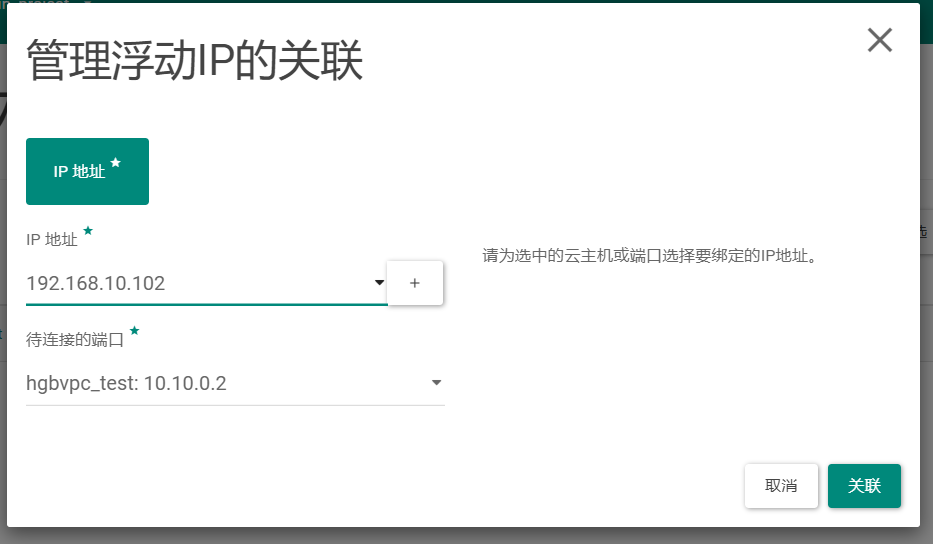 管理浮动IP的关联
IP 地址
IP 地址
请为选中的云主机或端口选择要绑定的IP地址。
192.168.10.102
+
待连接的端口
hgbvpc_test: 10.10.0.2
取消
关联